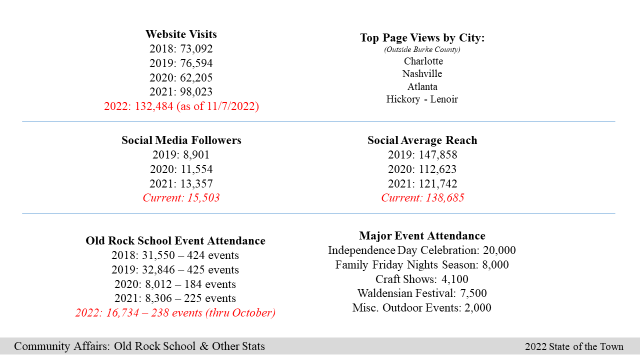 Website Visits
2018: 73,092
2019: 76,594
2020: 62,205
2021: 98,023
2022: 132,484 (as of 11/7/2022)
Top Page Views by City:
(Outside Burke County)
Charlotte
Nashville
Atlanta
Hickory - Lenoir
Social Media Followers
2019: 8,901
2020: 11,554
2021: 13,357
Current: 15,503
Social Average Reach
2019: 147,858
2020: 112,623
2021: 121,742
Current: 138,685
Old Rock School Event Attendance
2018: 31,550 – 424 events
2019: 32,846 – 425 events
2020: 8,012 – 184 events
2021: 8,306 – 225 events
2022: 16,734 – 238 events (thru October)
Major Event Attendance
Independence Day Celebration: 20,000
Family Friday Nights Season: 8,000
Craft Shows: 4,100
Waldensian Festival: 7,500
Misc. Outdoor Events: 2,000
Community Affairs: Old Rock School & Other Stats
2022 State of the Town